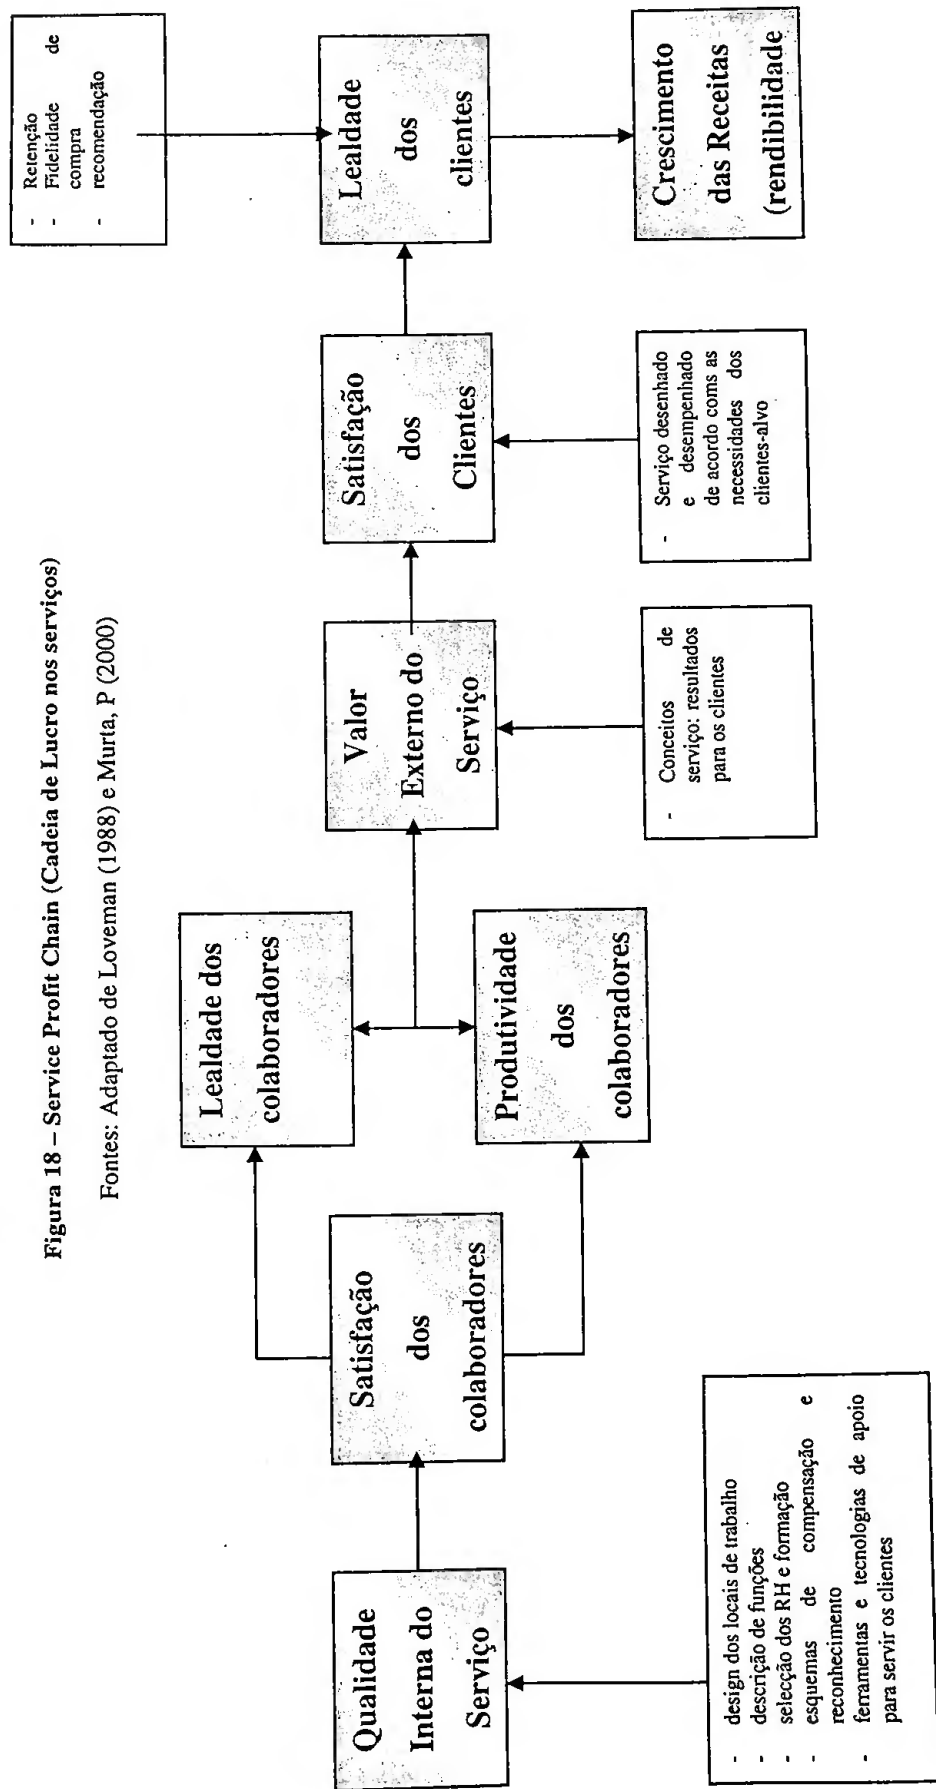 Figura 18 – Service Profit Chain (Cadeia de Lucro nos serviços)
Fontes: Adaptado de Loveman (1988) e Murta, P (2000)
Qualidade
Interna do
Serviço
- design dos locais de trabalho
- descrição de funções
- selecção dos RH e formação
- esquemas de compensação e
reconhecimento
- ferramentas e tecnologias de apoio
para servir os clientes
Satisfação
dos
colaboradores
Lealdade dos
colaboradores
Produtividade
dos
colaboradores
Valor
Externo do
Serviço
- Conceitos de
serviço: resultados
para os clientes
Satisfação
dos
Clientes
- Serviço desenhado
e desempenhado
de acordo coms as
necessidades dos
clientes-alvo
Lealdade
dos
clientes
- Retenção
- Fidelidade de
compra
- recomendação
Crescimento
das Receitas
(rendibilidade